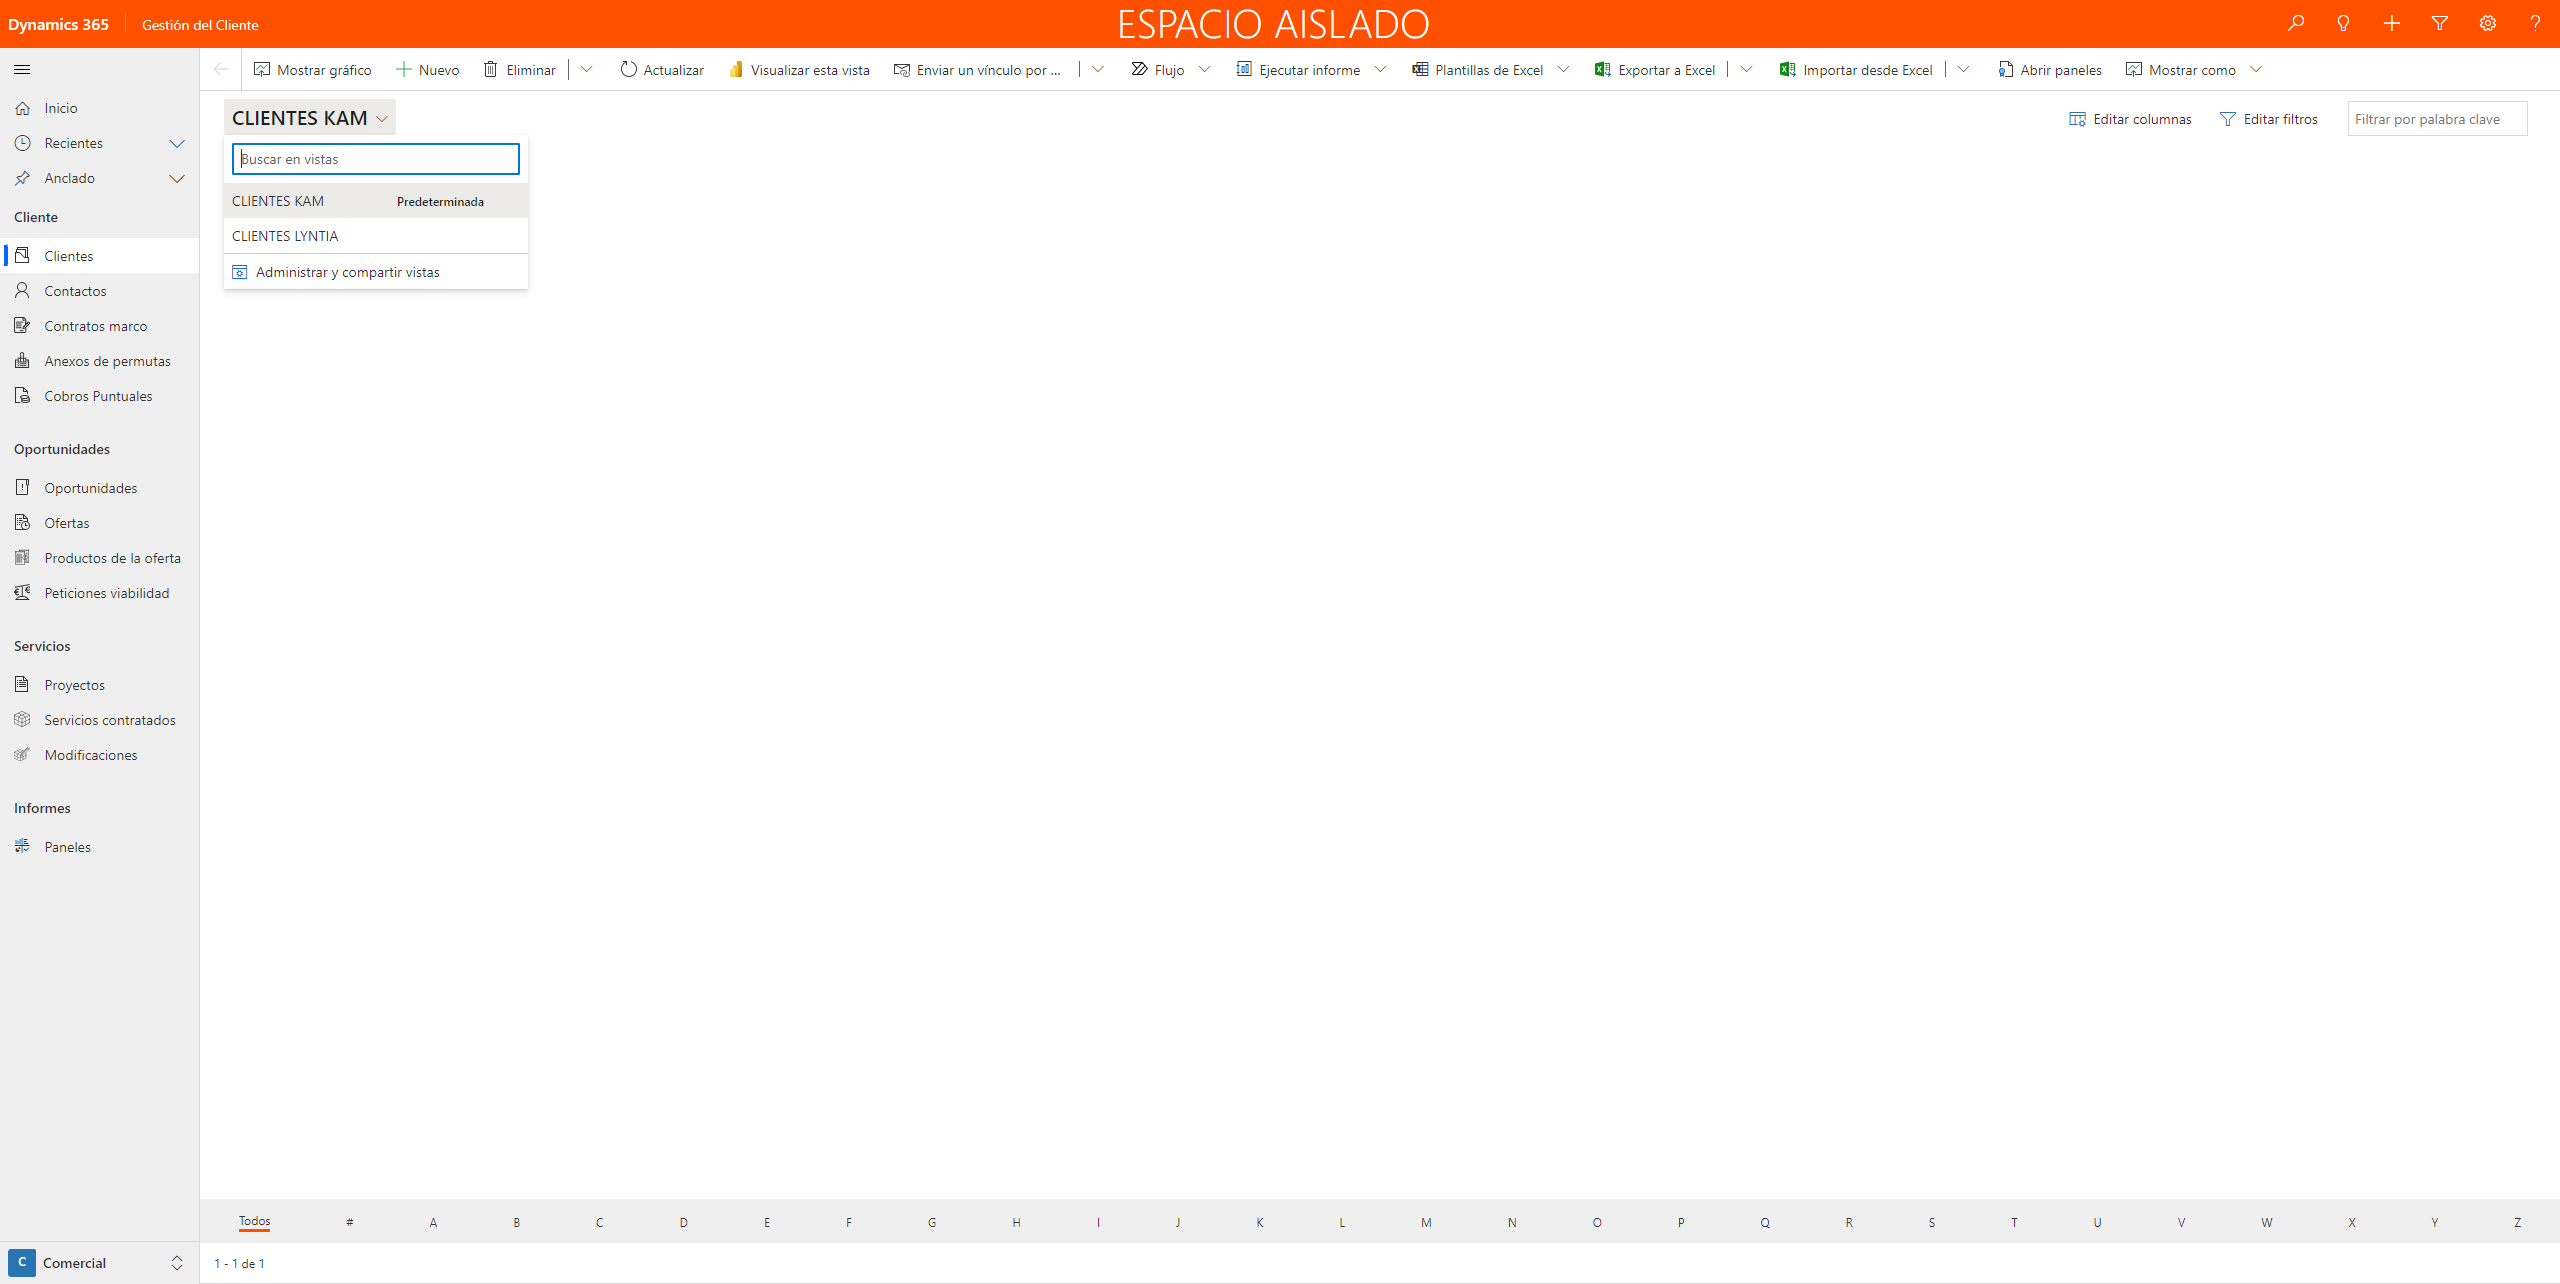 Dynamics 365
Gestión del Cliente
ESPACIO AISLADO
Mostrar gráfico
Nuevo
Eliminar
Actualizar
Visualizar esta vista
Enviar un vínculo por ...
Flujo
Ejecutar informe
Plantillas de Excel
Exportar a Excel
Importar desde Excel
Abrir paneles
Mostrar como
Inicio
Recientes
Anclado
Cliente
Clientes
Contactos
Contratos marco
Anexos de permutas
Cobros Puntuales
Oportunidades
Oportunidades
Ofertas
Productos de la oferta
Peticiones viabilidad
Servicios
Proyectos
Servicios contratados
Modificaciones
Informes
Paneles
C Comercial
CLIENTES KAM
Editar columnas
Editar filtros
Filtrar por palabra clave
Buscar en vistas
CLIENTES KAM Predeterminada
CLIENTES LYNTIA
Administrar y compartir vistas
Todos # A B C D E F G H I J K L M N O P Q R S T U V W X Y Z
1 - 1 de 1